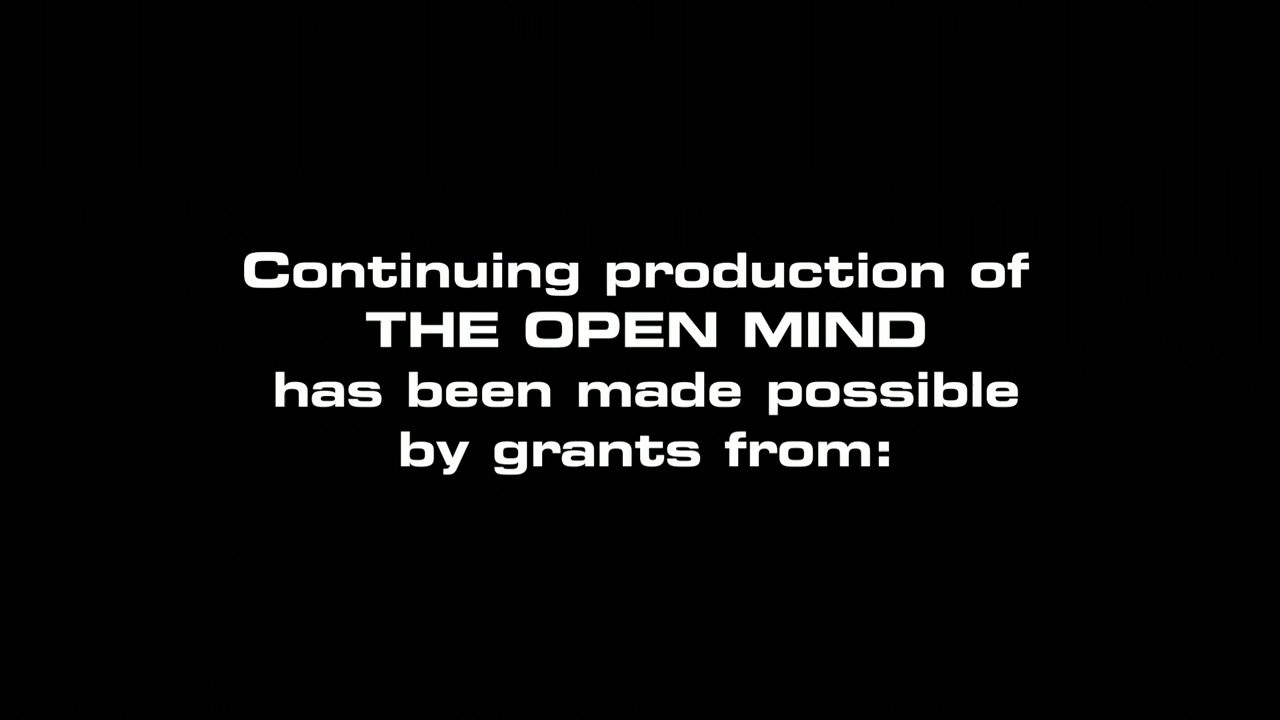 Continuing production of
THE OPEN MIND
has been made possible
by grants from: